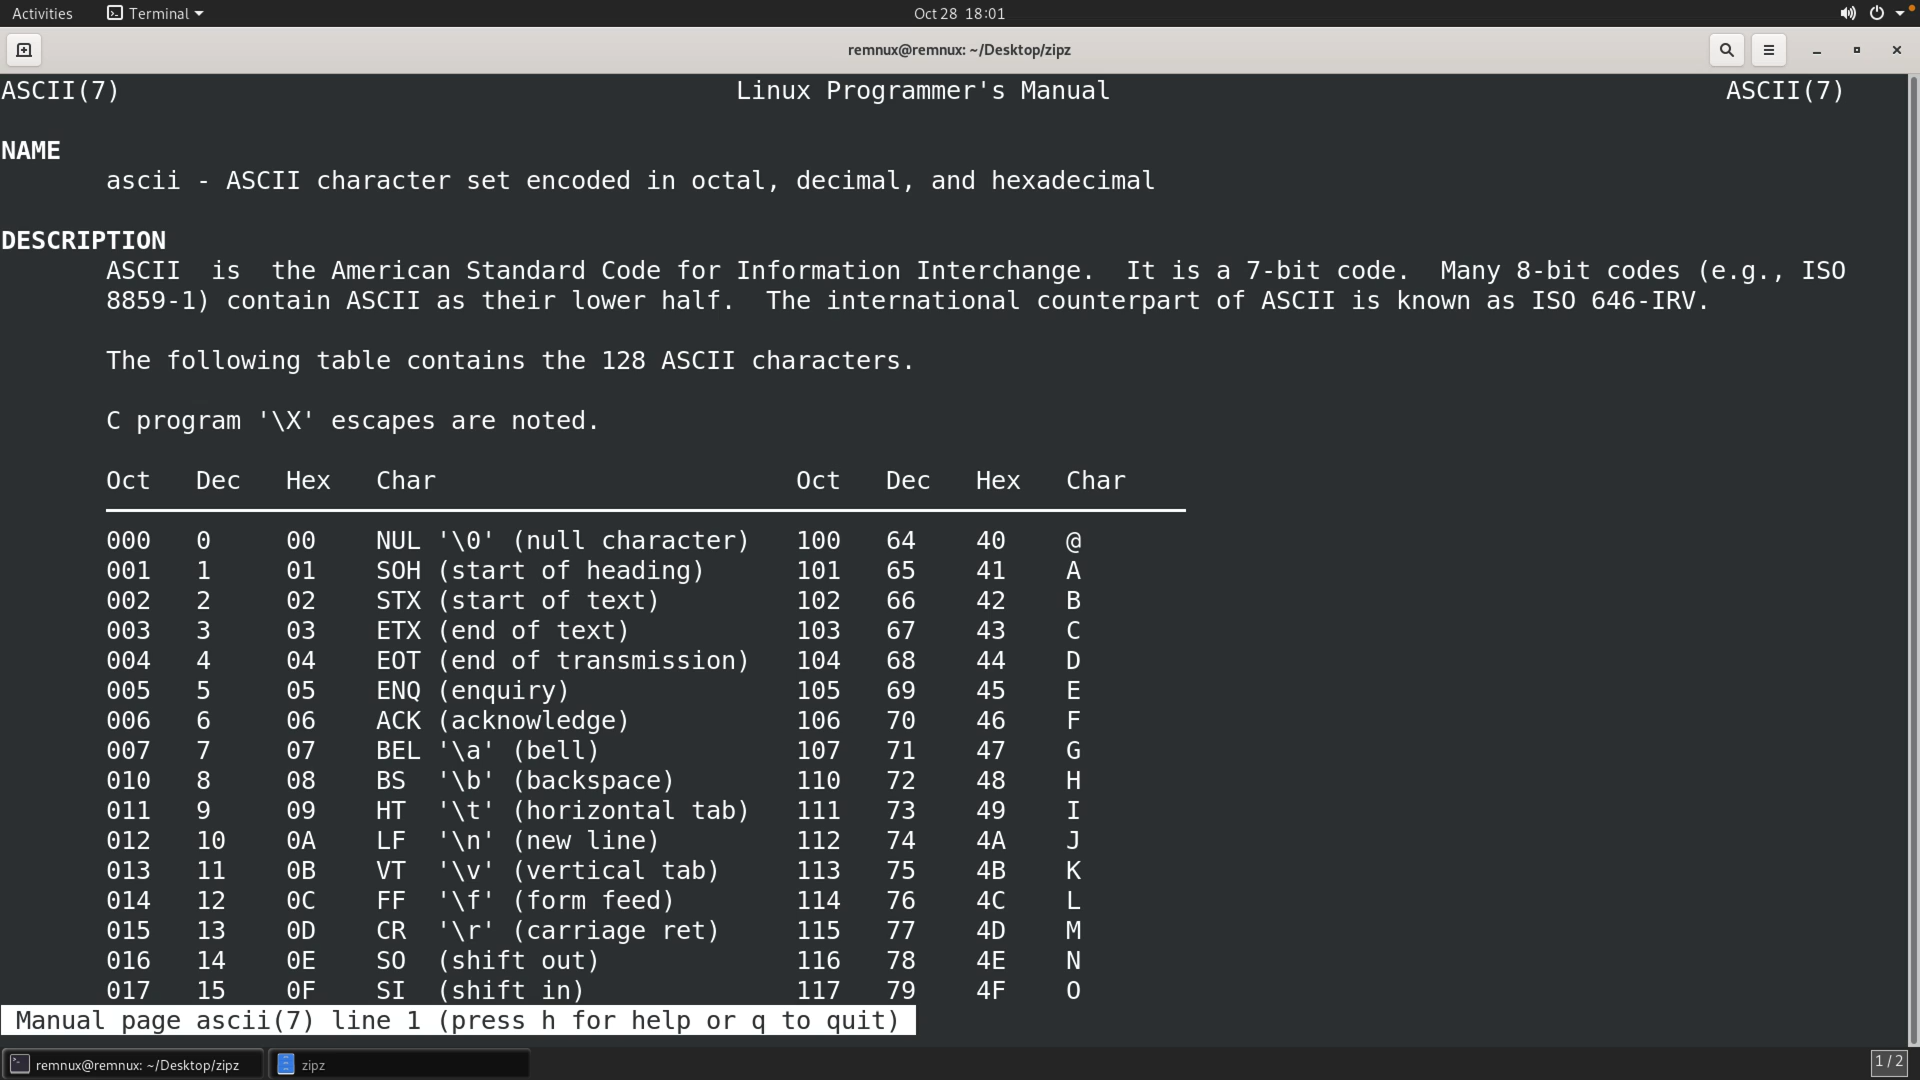 Activities Terminal Oct 28 18:01
remnux@remnux: ~/Desktop/zipz
ASCII(7) Linux Programmer's Manual ASCII(7)
NAME
ascii - ASCII character set encoded in octal, decimal, and hexadecimal
DESCRIPTION
ASCII is the American Standard Code for Information Interchange. It is a 7-bit code. Many 8-bit codes (e.g., ISO
8859-1) contain ASCII as their lower half. The international counterpart of ASCII is known as ISO 646-IRV.
The following table contains the 128 ASCII characters.
C program '\X' escapes are noted.
Oct Dec Hex Char Oct Dec Hex Char
000 0 00 NUL '\0' (null character) 100 64 40 @
001 1 01 SOH (start of heading) 101 65 41 A
002 2 02 STX (start of text) 102 66 42 B
003 3 03 ETX (end of text) 103 67 43 C
004 4 04 EOT (end of transmission) 104 68 44 D
005 5 05 ENQ (enquiry) 105 69 45 E
006 6 06 ACK (acknowledge) 106 70 46 F
007 7 07 BEL '\a' (bell) 107 71 47 G
010 8 08 BS '\b' (backspace) 110 72 48 H
011 9 09 HT '\t' (horizontal tab) 111 73 49 I
012 10 0A LF '\n' (new line) 112 74 4A J
013 11 0B VT '\v' (vertical tab) 113 75 4B K
014 12 0C FF '\f' (form feed) 114 76 4C L
015 13 0D CR '\r' (carriage ret) 115 77 4D M
016 14 0E SO (shift out) 116 78 4E N
017 15 0F SI (shift in) 117 79 4F O
Manual page ascii(7) line 1 (press h for help or q to quit)
remnux@remnux: ~/Desktop/zipz zipz 1 / 2